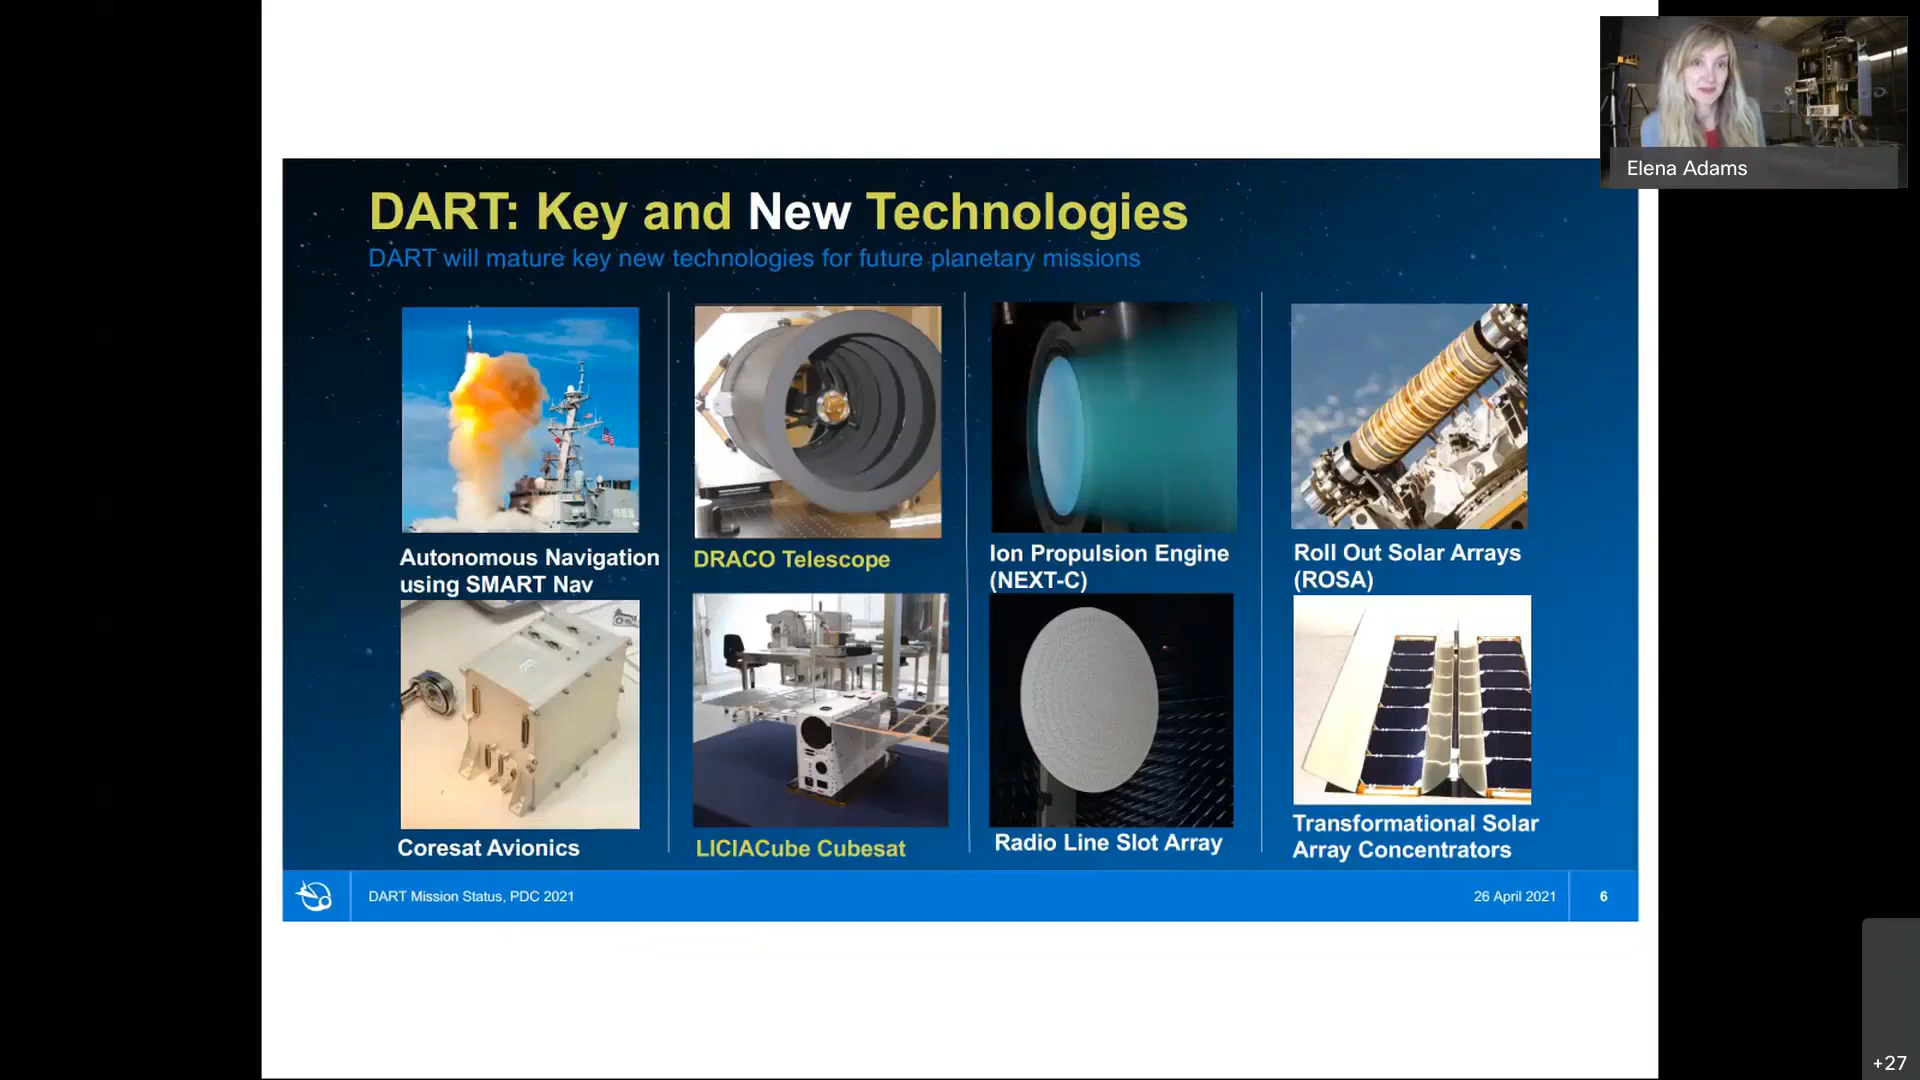 Elena Adams
DART: Key and New Technologies
DART will mature key new technologies for future planetary missions
Autonomous Navigation
using SMART Nav
DRACO Telescope
Ion Propulsion Engine
(NEXT-C)
Roll Out Solar Arrays
(ROSA)
Coresat Avionics
LICIACube Cubesat
Radio Line Slot Array
Transformational Solar
Array Concentrators
DART Mission Status, PDC 2021
26 April 2021
6
+27